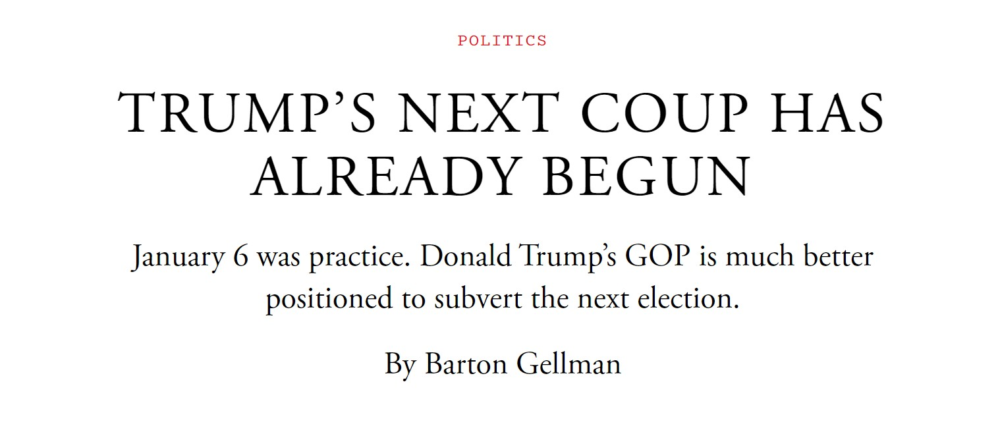 POLITICS
TRUMP’S NEXT COUP HAS
ALREADY BEGUN
January 6 was practice. Donald Trump’s GOP is much better
positioned to subvert the next election.
By Barton Gellman